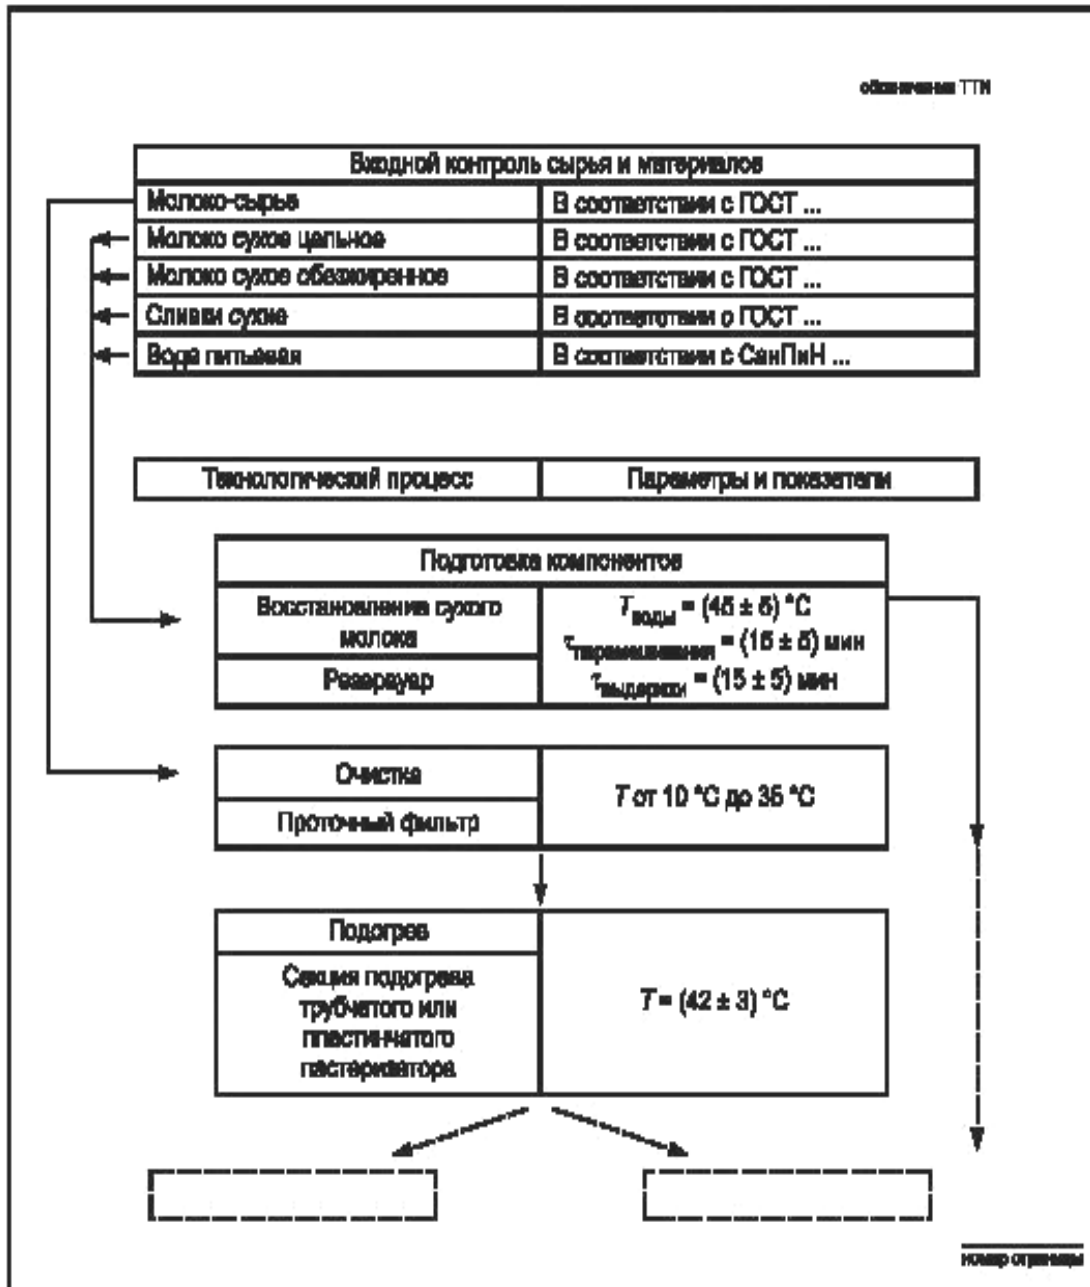 обозначение ТТИ
Входной контроль сырья и материалов
Молоко-сырье В соответствии с ГОСТ ...
Молоко сухое цельное В соответствии с ГОСТ ...
Молоко сухое обезжиренное В соответствии с ГОСТ ...
Сливки сухие В соответствии с ГОСТ ...
Вода питьевая В соответствии с СанПиН ...
Технологический процесс Параметры и показатели
Подготовка компонентов
Восстановление сухого
молока
Резервуар
Tводы = (45 ± 5) °С
τперемешивания = (15 ± 5) мин
τвыдержки = (15 ± 5) мин
Очистка
Проточный фильтр
T от 10 °С до 35 °С
Подогрев
Секция подогрева
трубчатого или
пластинчатого
пастеризатора
T = (42 ± 3) °С
номер страницы